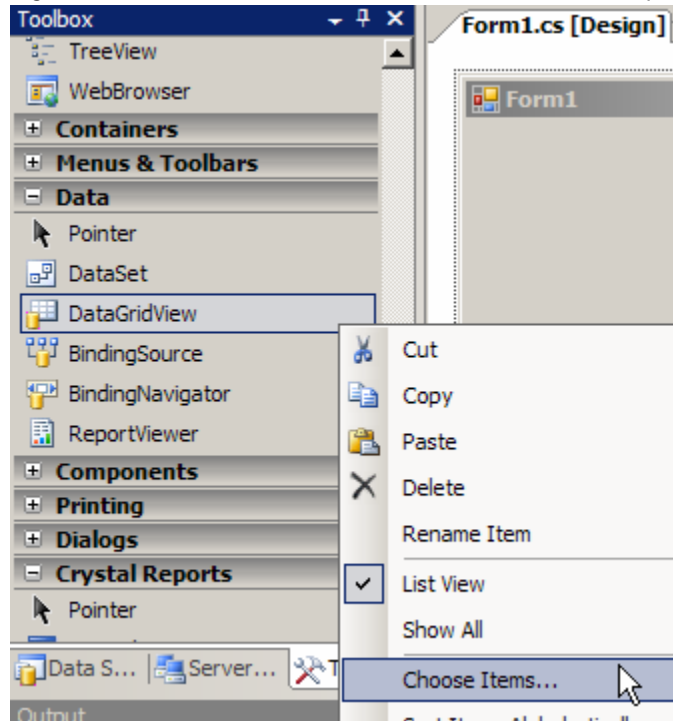 Toolbox
Form1.cs [Design]
TreeView
WebBrowser
Form1
Containers
Menus & Toolbars
Data
Pointer
DataSet
DataGridView
BindingSource
BindingNavigator
ReportViewer
Components
Printing
Dialogs
Crystal Reports
Pointer
Cut
Copy
Paste
Delete
Rename Item
List View
Show All
Choose Items...
Data S...
Server...
T
Output